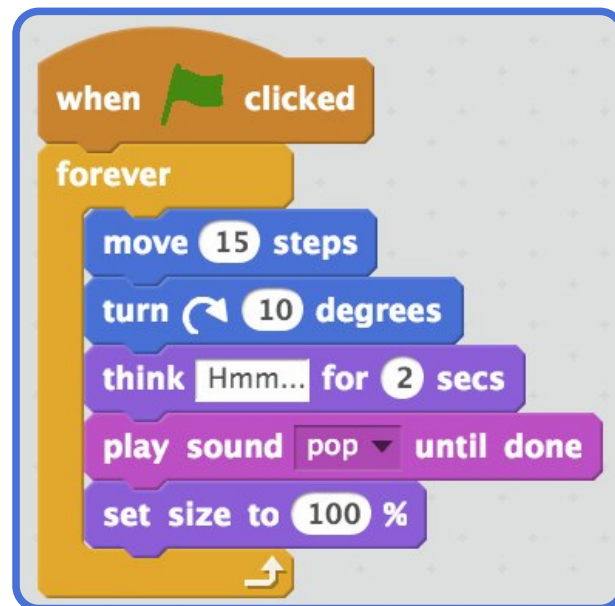 when clicked
forever
move 15 steps
turn 10 degrees
think Hmm... for 2 secs
play sound pop until done
set size to 100 %